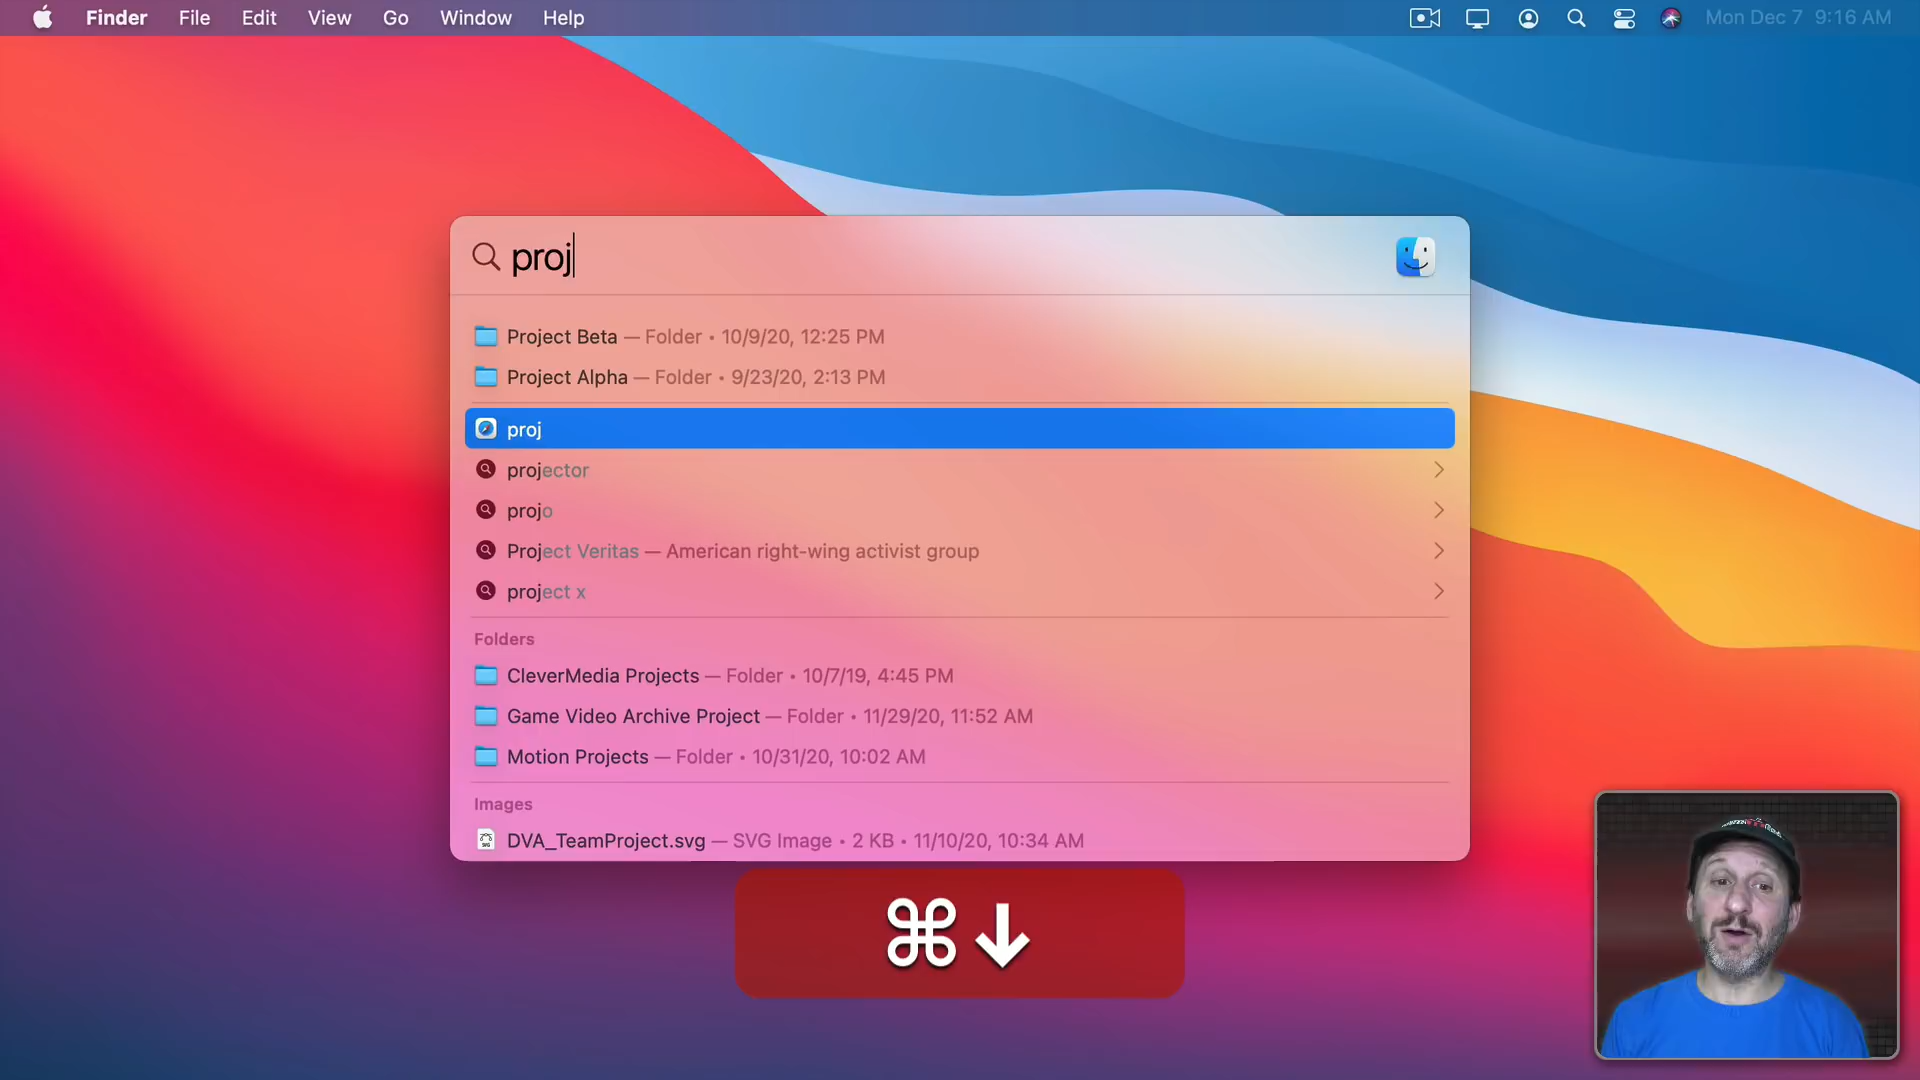 Finder File Edit View Go Window Help Mon Dec 7 9:16 AM
proj
Project Beta — Folder • 10/9/20, 12:25 PM
Project Alpha — Folder • 9/23/20, 2:13 PM
proj
projector
projo
Project Veritas — American right-wing activist group
project x
Folders
CleverMedia Projects — Folder • 10/7/19, 4:45 PM
Game Video Archive Project — Folder • 11/29/20, 11:52 AM
Motion Projects — Folder • 10/31/20, 10:02 AM
Images
DVA_TeamProject.svg — SVG Image • 2 KB • 11/10/20, 10:34 AM
⌘↓